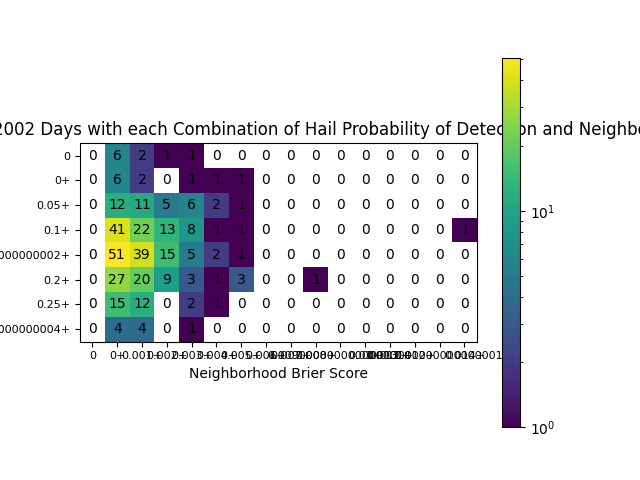 2002 Days with each Combination of Hail Probability of Detection and Neighbo
0 0 6 2 1 1 0 0 0 0 0 0 0 0 0 0 0
0+ 0 6 2 0 1 1 1 0 0 0 0 0 0 0 0 0
0.05+ 0 12 11 5 6 2 1 0 0 0 0 0 0 0 0 0
0.1+ 0 41 22 13 8 1 1 0 0 0 0 0 0 0 0 1
000000002+ 0 51 39 15 5 2 1 0 0 0 0 0 0 0 0 0
0.2+ 0 27 20 9 3 1 3 0 0 1 0 0 0 0 0 0
0.25+ 0 15 12 0 2 1 0 0 0 0 0 0 0 0 0 0
000000004+ 0 4 4 0 1 0 0 0 0 0 0 0 0 0 0 0
0 0+ 0.001+
Neighborhood Brier Score
10¹
10⁰